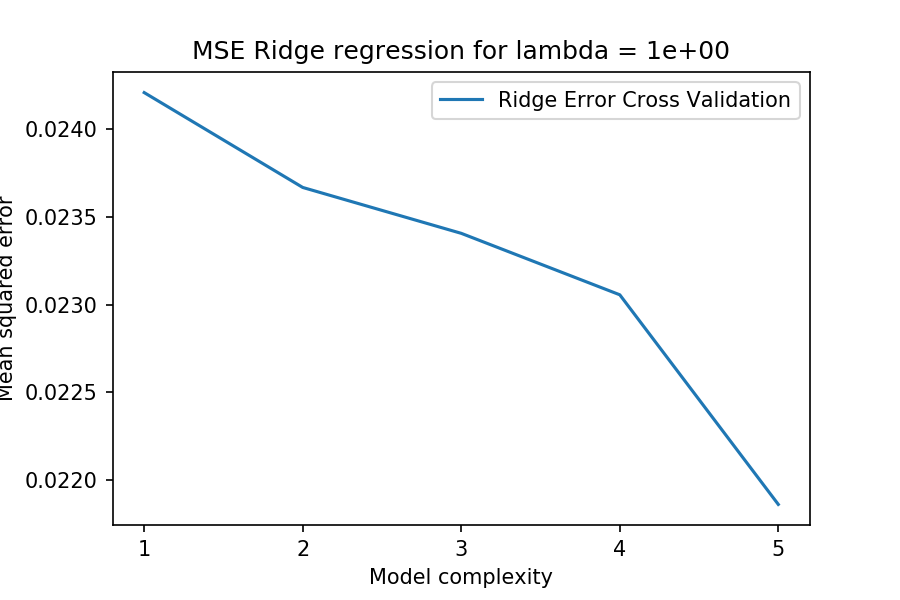 MSE Ridge regression for lambda = 1e+00
Ridge Error Cross Validation
Mean squared error
0.0240
0.0235
0.0230
0.0225
0.0220
1 2 3 4 5
Model complexity